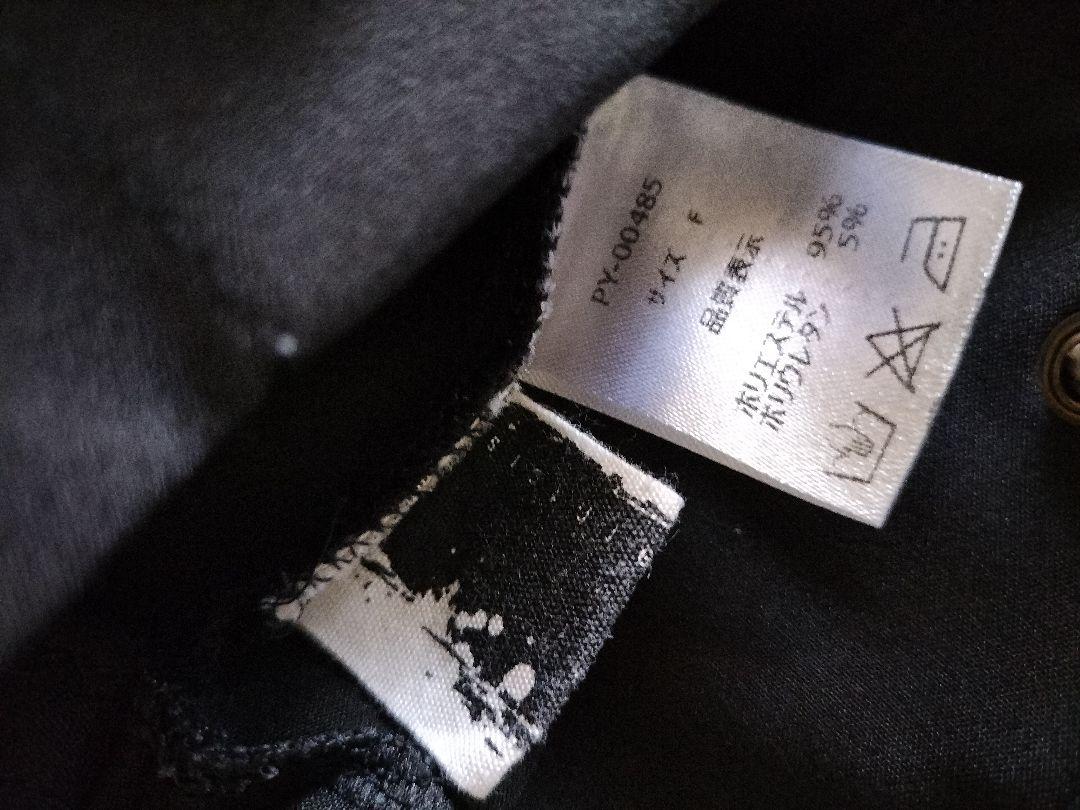 PY-00485
サイズ F
品質表示
ポリエステル 95%
ポリウレタン 5%